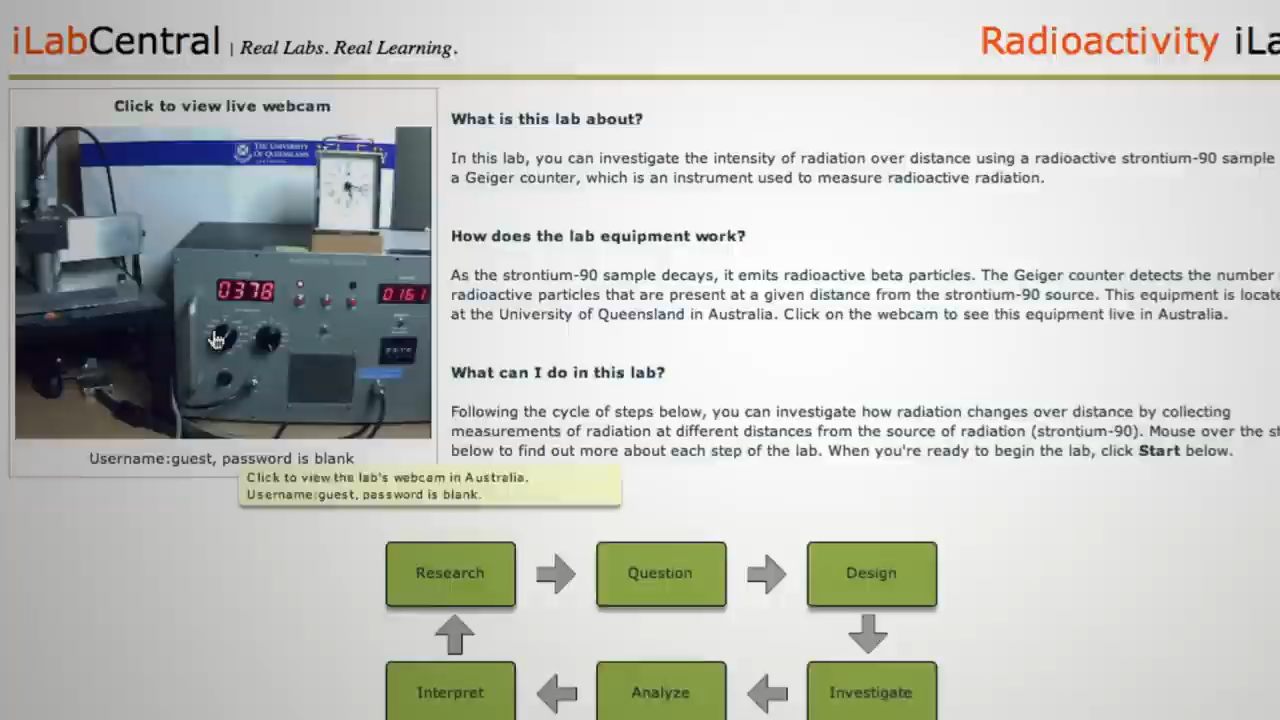 iLabCentral | Real Labs. Real Learning.
Radioactivity
Click to view live webcam
THE UNIVERSITY
OF QUEENSLAND
0378
0161
Username:guest, password is blank
Click to view the lab's webcam in Australia.
Username:guest, password is blank.
What is this lab about?
In this lab, you can investigate the intensity of radiation over distance using a radioactive strontium-90 sample
a Geiger counter, which is an instrument used to measure radioactive radiation.
How does the lab equipment work?
As the strontium-90 sample decays, it emits radioactive beta particles. The Geiger counter detects the number
radioactive particles that are present at a given distance from the strontium-90 source. This equipment is locate
at the University of Queensland in Australia. Click on the webcam to see this equipment live in Australia.
What can I do in this lab?
Following the cycle of steps below, you can investigate how radiation changes over distance by collecting
measurements of radiation at different distances from the source of radiation (strontium-90). Mouse over the st
below to find out more about each step of the lab. When you're ready to begin the lab, click Start below.
Research
Question
Design
Interpret
Analyze
Investigate